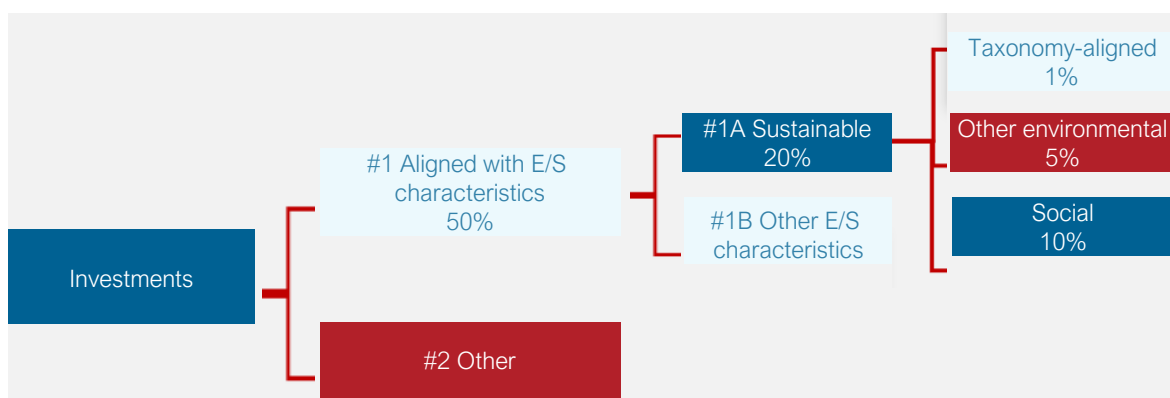 Taxonomy-aligned
1%
#1A Sustainable
20%
Other environmental
5%
#1 Aligned with E/S
characteristics
50%
#1B Other E/S
characteristics
Social
10%
Investments
#2 Other